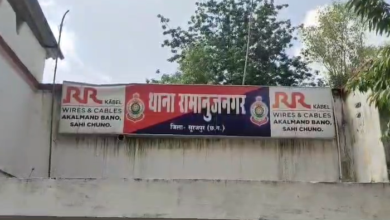 RR KABEL
WIRES & CABLES
AKALMAND BANO,
SAHI CHUNO.
थाना रामानुजनगर
जिला:- सूरजपुर (छ.ग.)
RR KABEL
WIRES & CABLES
AKALMAND BANO,
SAHI CHUNO.